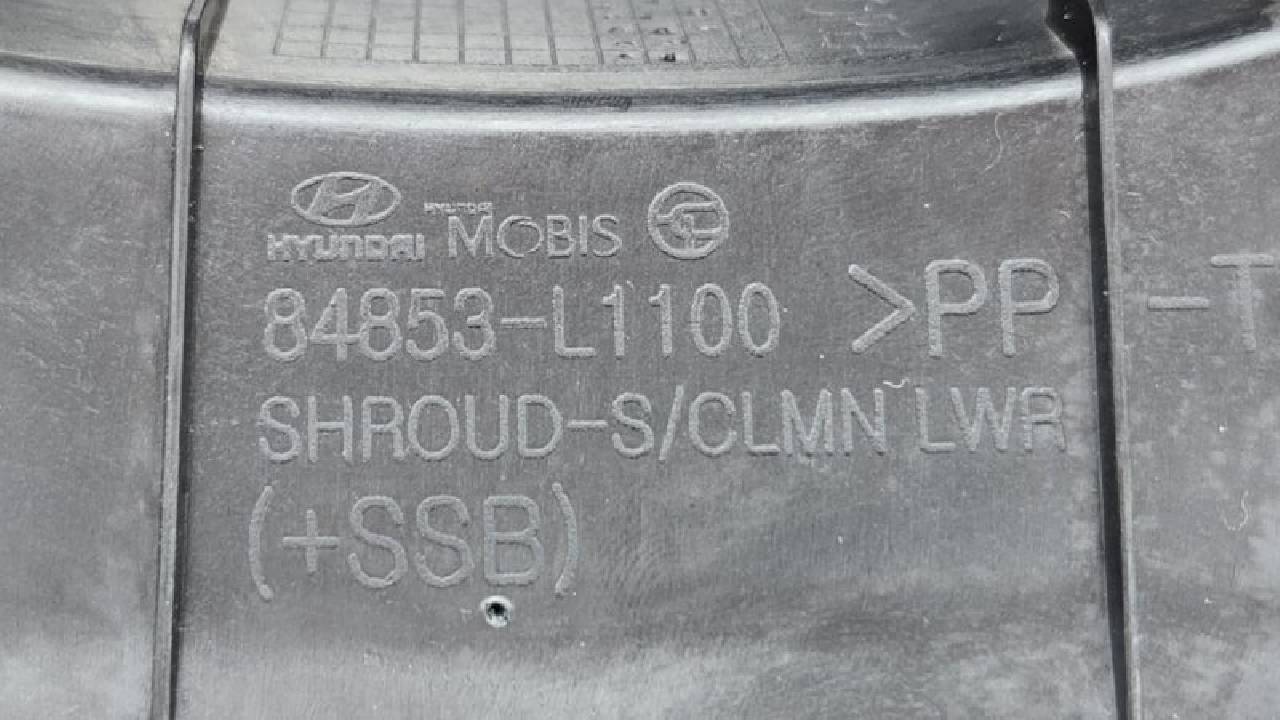 HYUNDAI HYUNDAI MOBIS
84853-L1100 >PP-T
SHROUD-S/CLMN LWR
(+SSB)